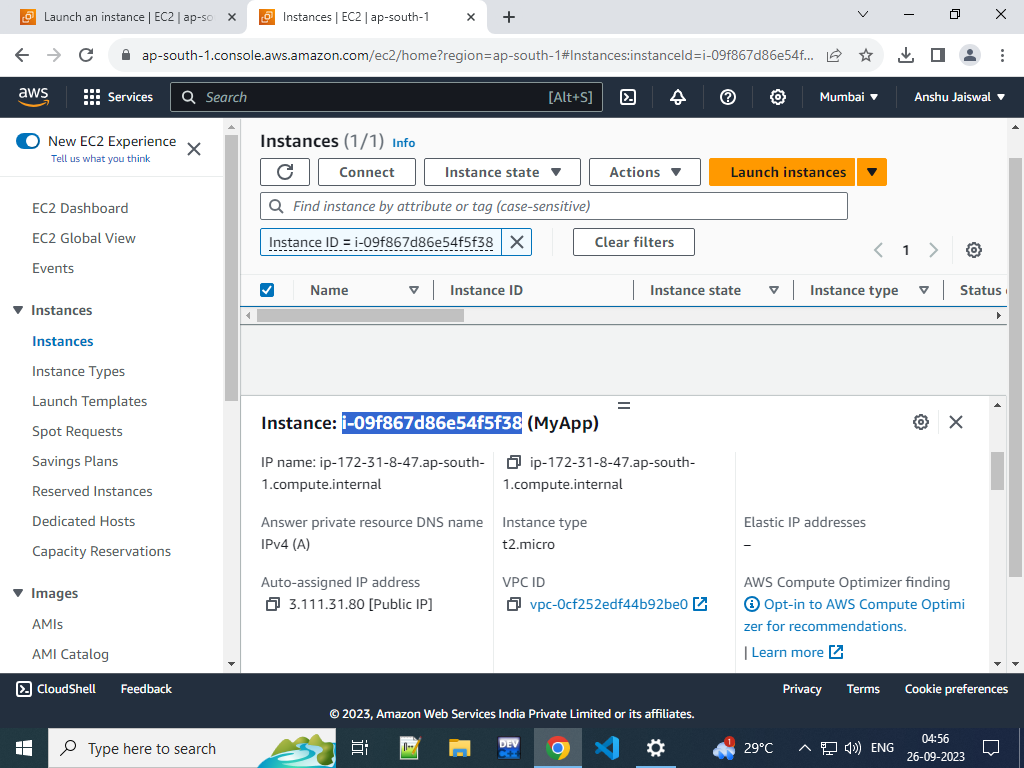 Launch an instance | EC2 | ap-so
Instances | EC2 | ap-south-1
ap-south-1.console.aws.amazon.com/ec2/home?region=ap-south-1#Instances:instanceId=i-09f867d86e54f...
aws
Services
Search
[Alt+S]
Mumbai
Anshu Jaiswal
New EC2 Experience
Tell us what you think
EC2 Dashboard
EC2 Global View
Events
Instances
Instances
Instance Types
Launch Templates
Spot Requests
Savings Plans
Reserved Instances
Dedicated Hosts
Capacity Reservations
Images
AMIs
AMI Catalog
Instances (1/1) Info
Connect
Instance state
Actions
Launch instances
Find instance by attribute or tag (case-sensitive)
Instance ID = i-09f867d86e54f5f38
Clear filters
1
Name
Instance ID
Instance state
Instance type
Status
Instance: i-09f867d86e54f5f38 (MyApp)
IP name: ip-172-31-8-47.ap-south-
1.compute.internal
ip-172-31-8-47.ap-south-
1.compute.internal
Answer private resource DNS name
IPv4 (A)
Instance type
t2.micro
Elastic IP addresses
–
Auto-assigned IP address
3.111.31.80 [Public IP]
VPC ID
vpc-0cf252edf44b92be0
AWS Compute Optimizer finding
Opt-in to AWS Compute Optimi
zer for recommendations.
| Learn more
CloudShell
Feedback
Privacy
Terms
Cookie preferences
© 2023, Amazon Web Services India Private Limited or its affiliates.
Type here to search
DEV
1
29°C
ENG
04:56
26-09-2023